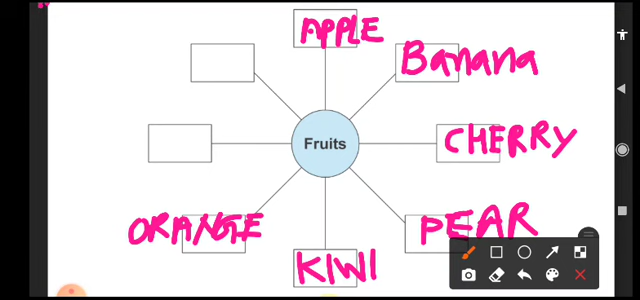 APPLE
Banana
Fruits
CHERRY
ORANGE
PEAR
KIWI